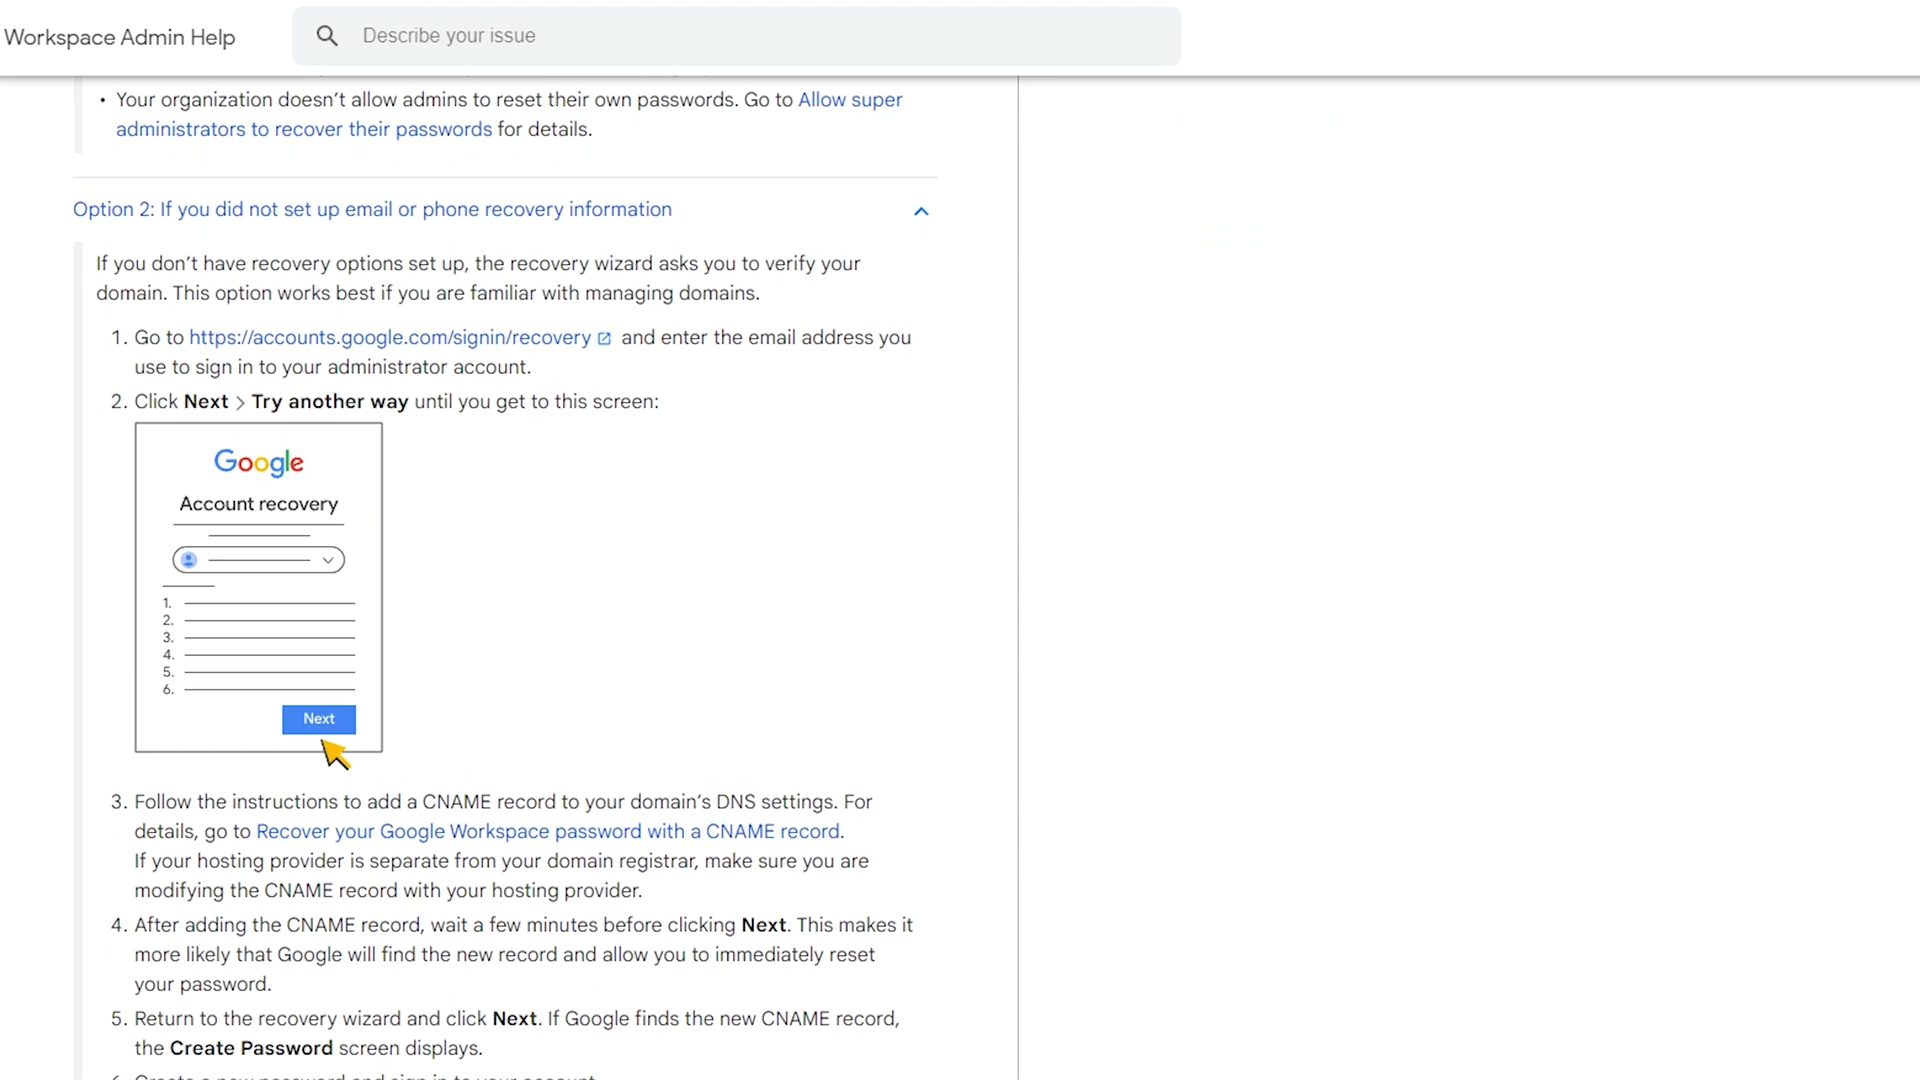 Workspace Admin Help
Describe your issue
• Your organization doesn’t allow admins to reset their own passwords. Go to Allow super
administrators to recover their passwords for details.
Option 2: If you did not set up email or phone recovery information
If you don’t have recovery options set up, the recovery wizard asks you to verify your
domain. This option works best if you are familiar with managing domains.
1. Go to https://accounts.google.com/signin/recovery and enter the email address you
use to sign in to your administrator account.
2. Click Next > Try another way until you get to this screen:
Google
Account recovery
1.
2.
3.
4.
5.
6.
Next
3. Follow the instructions to add a CNAME record to your domain’s DNS settings. For
details, go to Recover your Google Workspace password with a CNAME record.
If your hosting provider is separate from your domain registrar, make sure you are
modifying the CNAME record with your hosting provider.
4. After adding the CNAME record, wait a few minutes before clicking Next. This makes it
more likely that Google will find the new record and allow you to immediately reset
your password.
5. Return to the recovery wizard and click Next. If Google finds the new CNAME record,
the Create Password screen displays.
6. Create a new password and sign in to your account.